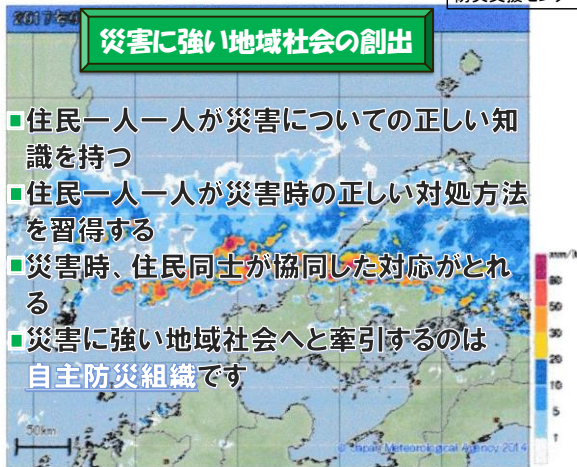 災害に強い地域社会の創出
■住民一人一人が災害についての正しい知
識を持つ
■住民一人一人が災害時の正しい対処方法
を習得する
■災害時、住民同士が協同した対応がとれ
る
■災害に強い地域社会へと牽引するのは
自主防災組織です
80
50
30
20
10
5
1
50km
© Japan Meteorological Agency 2014